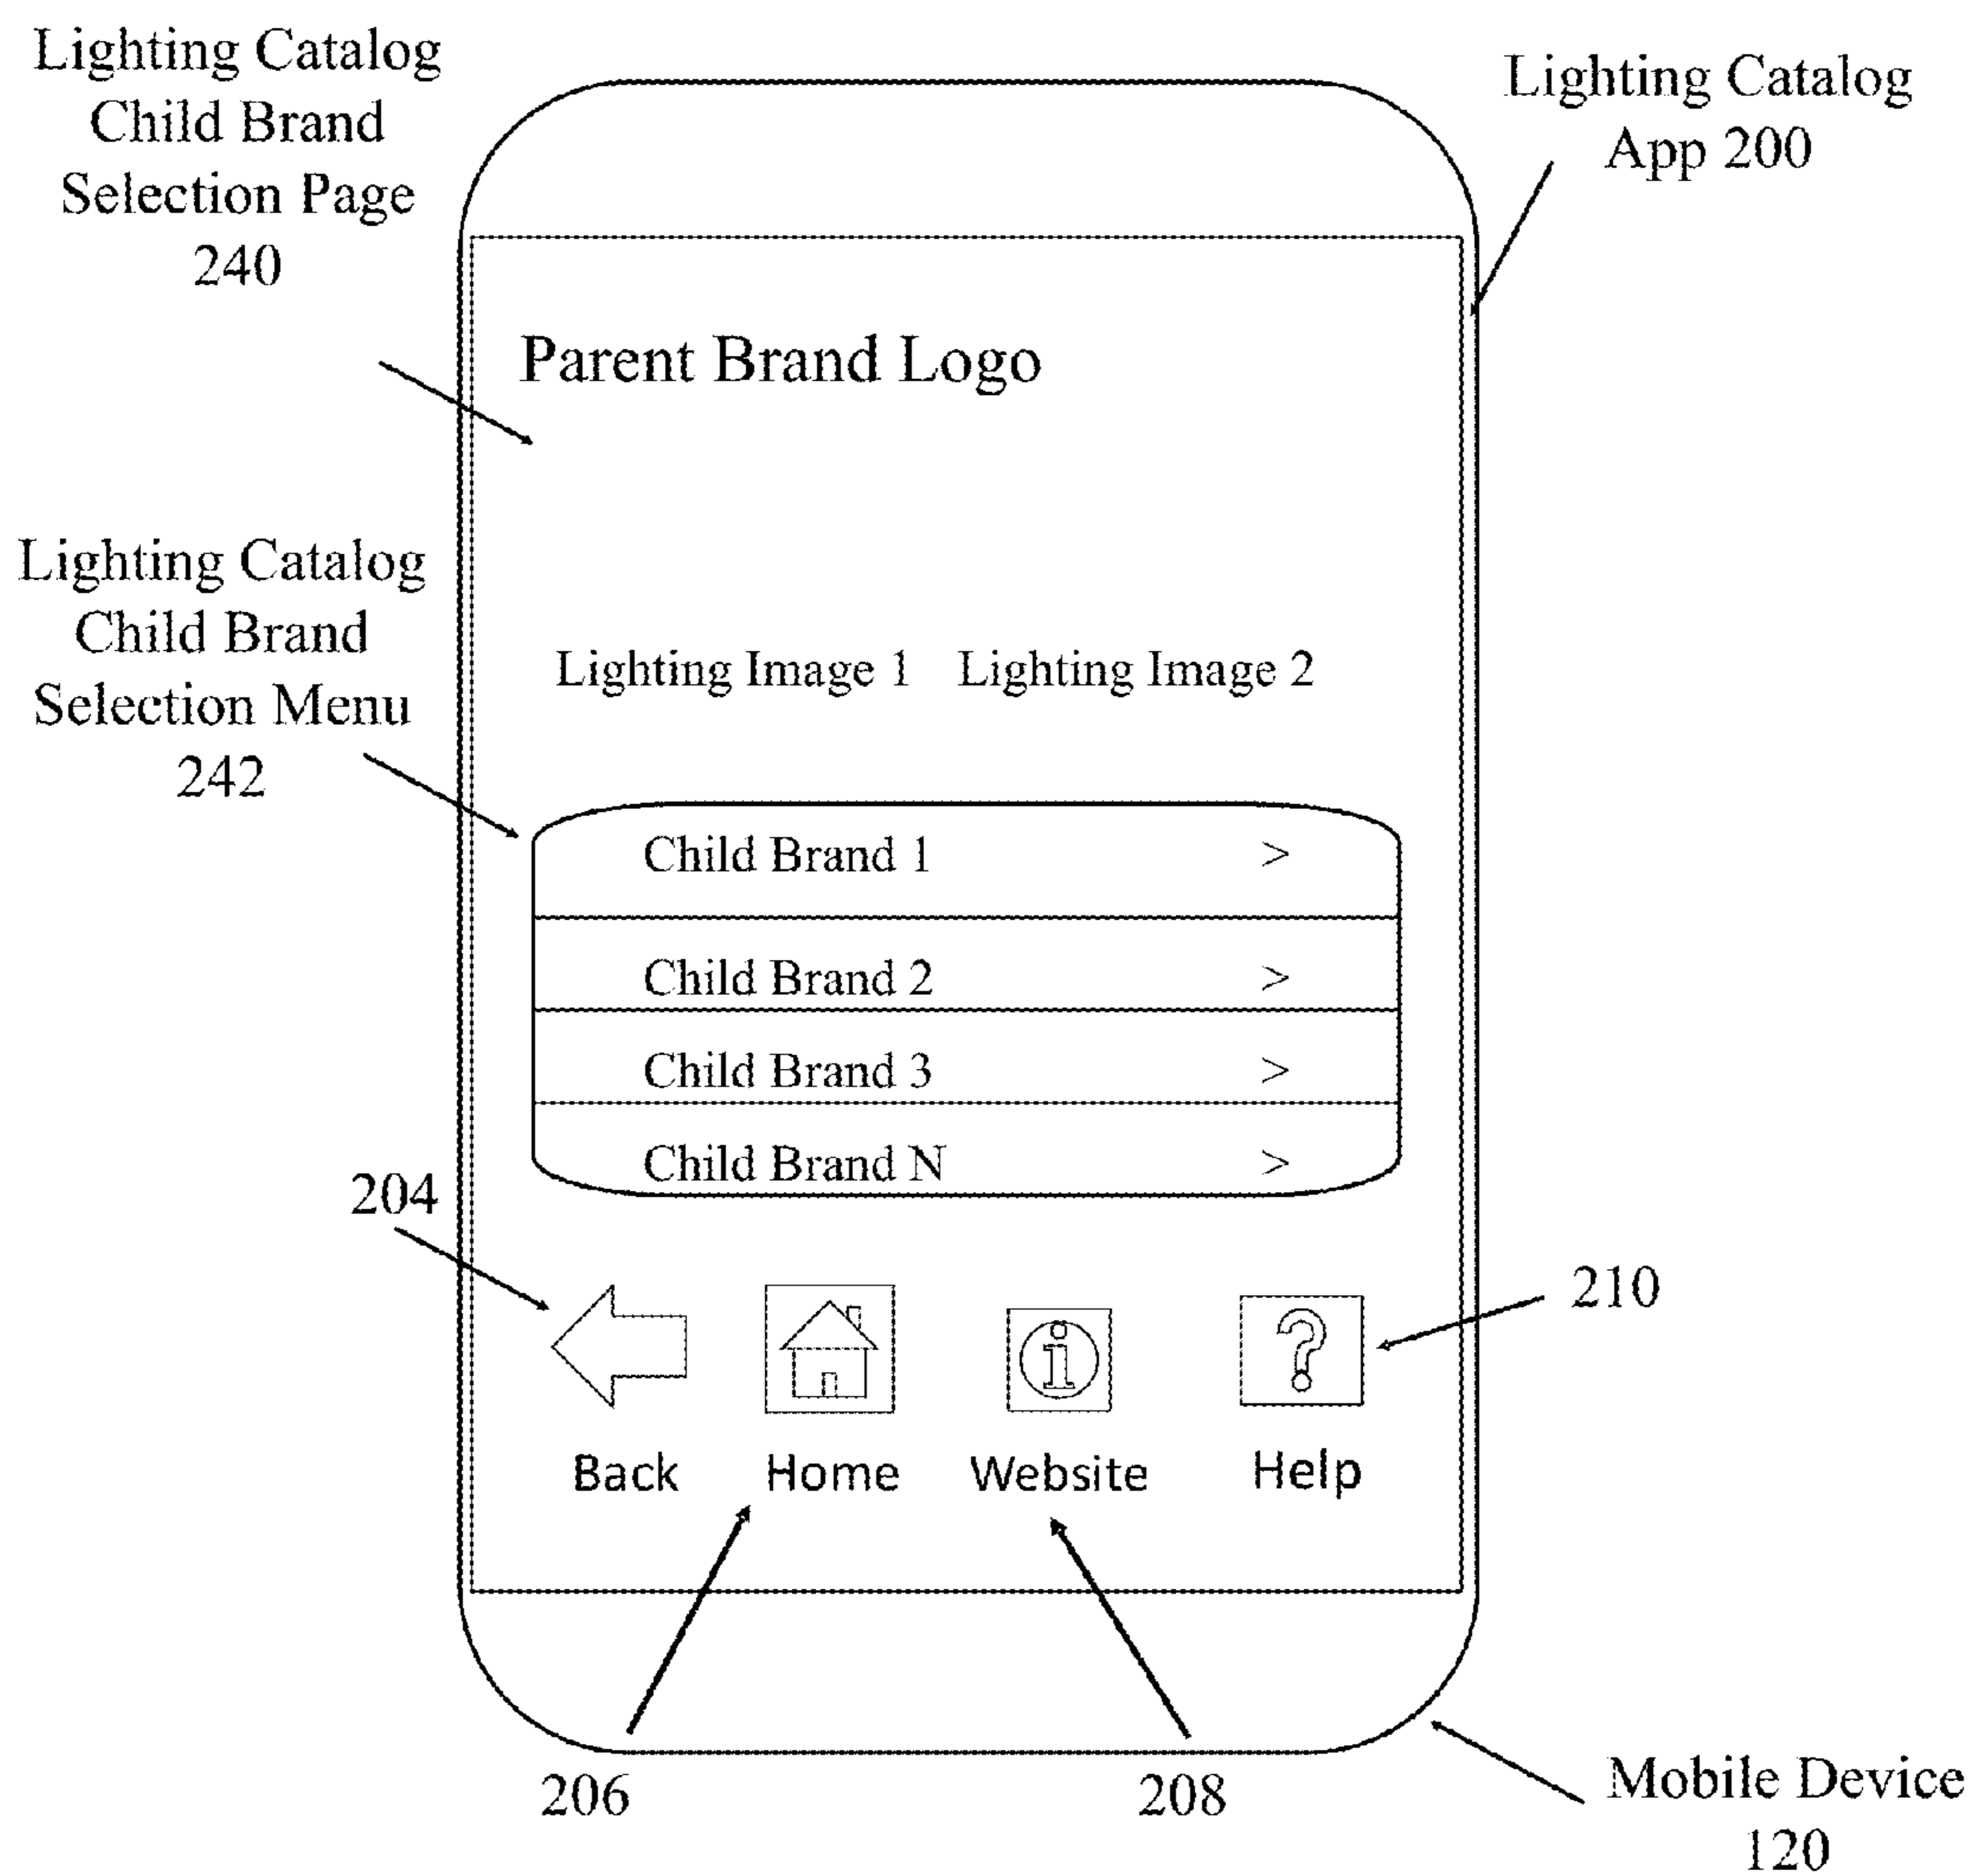 Lighting Catalog
Child Brand
Selection Page
240
Lighting Catalog
App 200
Parent Brand Logo
Lighting Catalog
Child Brand
Selection Menu
242
Lighting Image 1 Lighting Image 2
Child Brand 1 >
Child Brand 2 >
Child Brand 3 >
Child Brand N >
204
210
Back Home Website Help
206
208
Mobile Device
120